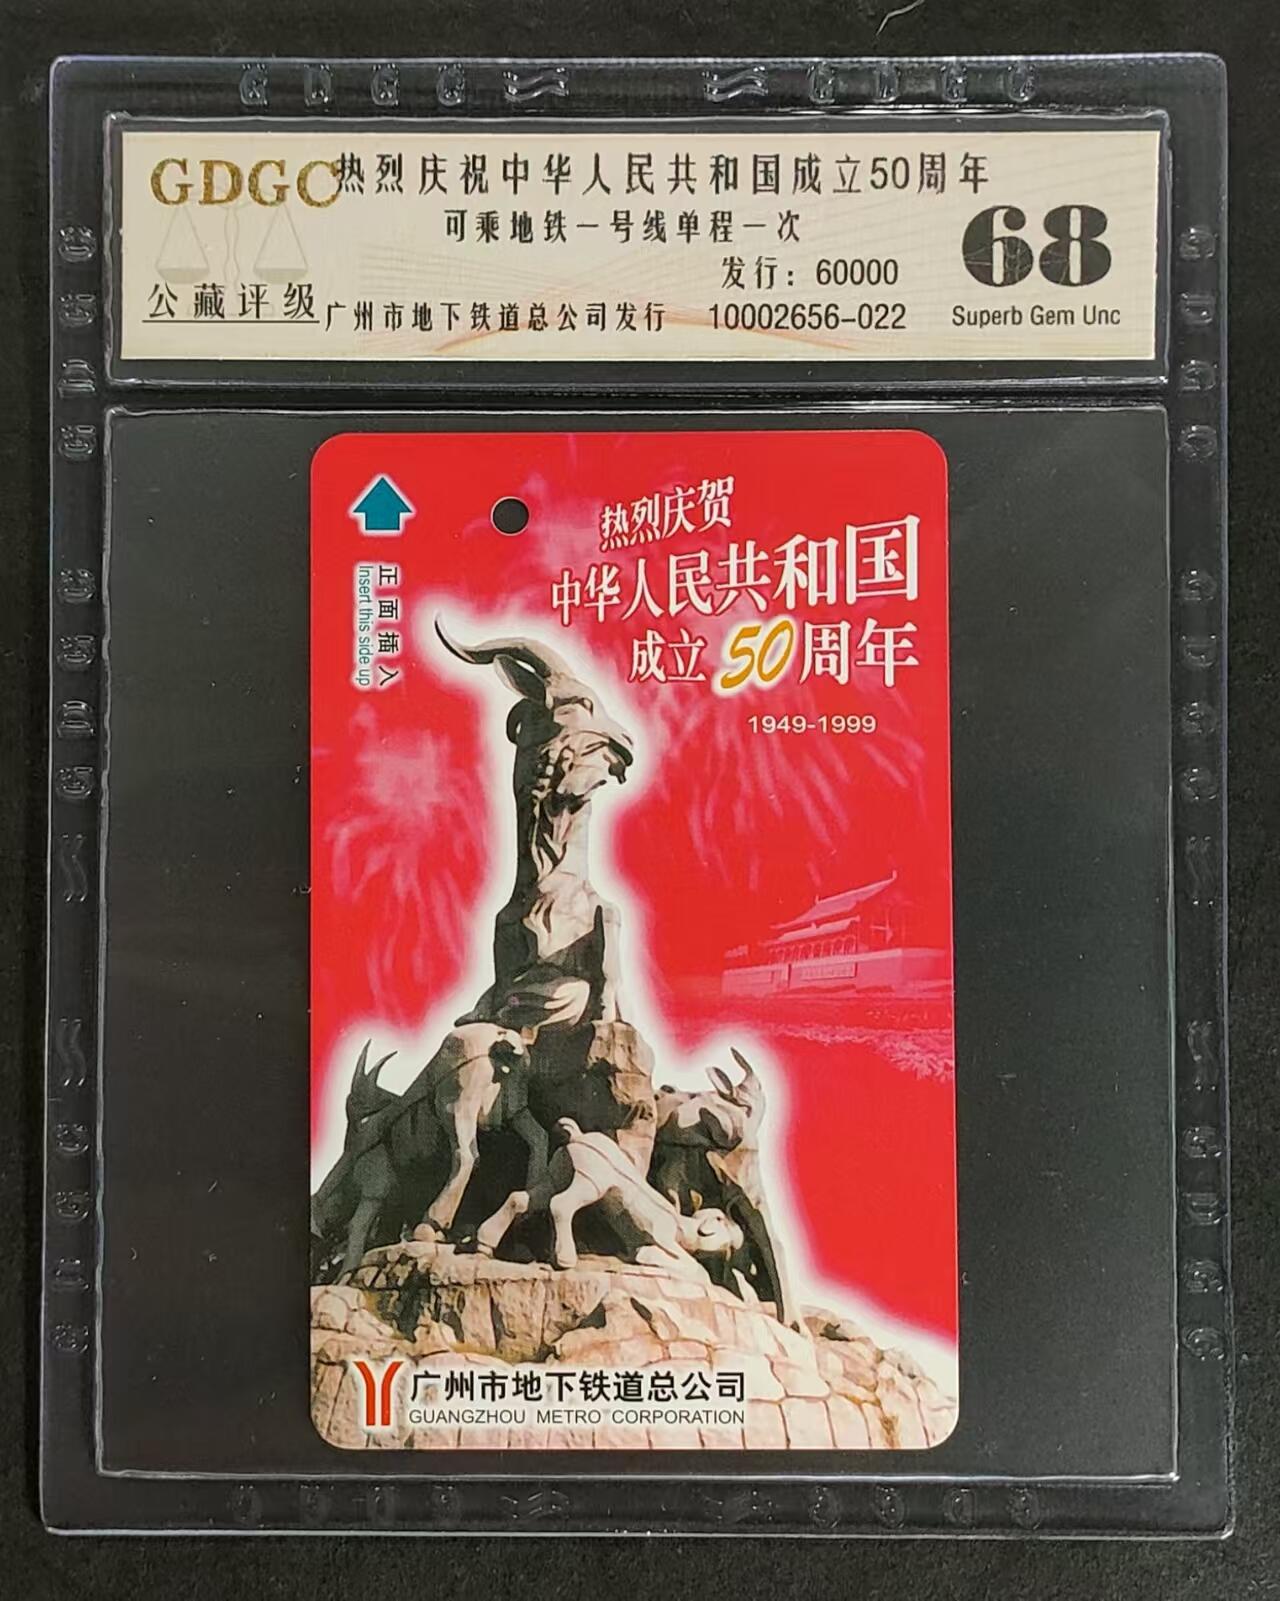 GDGC
热烈庆祝中华人民共和国成立50周年
可乘地铁一号线单程一次
发行：60000
68
公藏评级
广州市地下铁道总公司发行
10002656-022
Superb Gem Unc
正面插入
Insert this side up
热烈庆贺
中华人民共和国
成立50周年
1949-1999
广州市地下铁道总公司
GUANGZHOU METRO CORPORATION